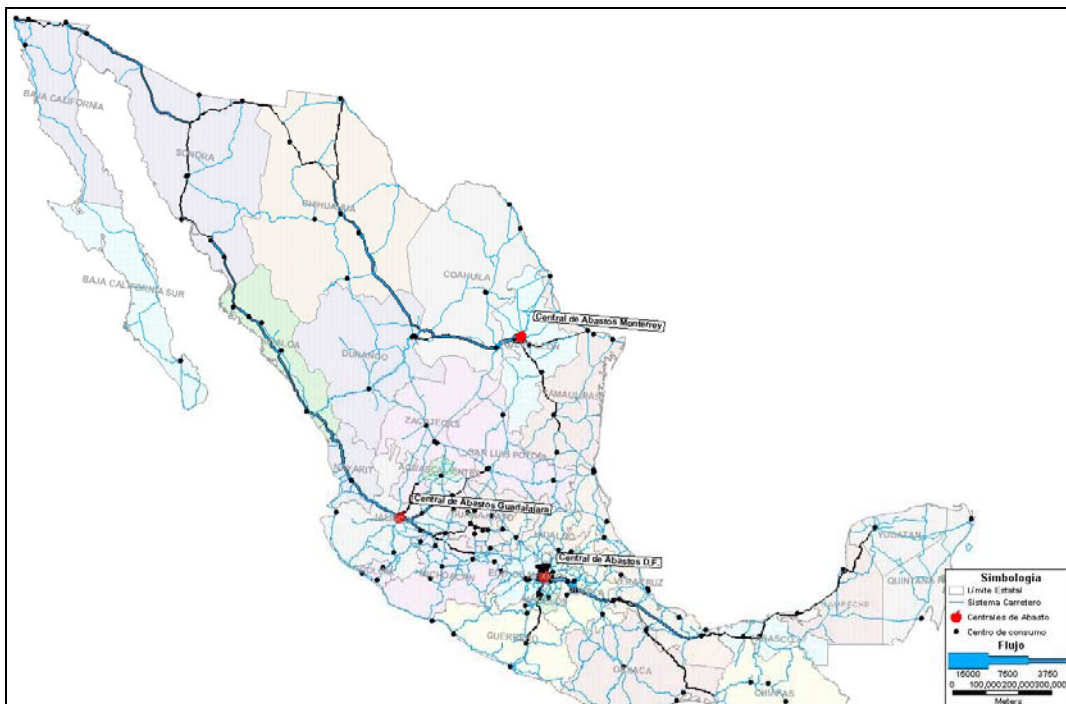 BAJA CALIFORNIA
SONORA
CHIHUAHUA
BAJA CALIFORNIA SUR
COAHUILA
Central de Abastos Monterrey
DURANGO
TAMAULIPAS
ZACATECAS
SAN LUIS POTOSI
NAYARIT
AGUASCALIENTES
Central de Abastos Guadalajara
HIDALGO
Central de Abastos D.F.
MICHOACAN
VERACRUZ
GUERRERO
OAXACA
CHIAPAS
TABASCO
CAMPECHE
YUCATAN
QUINTANA R
Simbología
Límite Estatal
Sistema Carretero
Centrales de Abasto
Centro de consumo
Flujo
15000 7500 3750
0 100,000 200,000 300,000
Meters